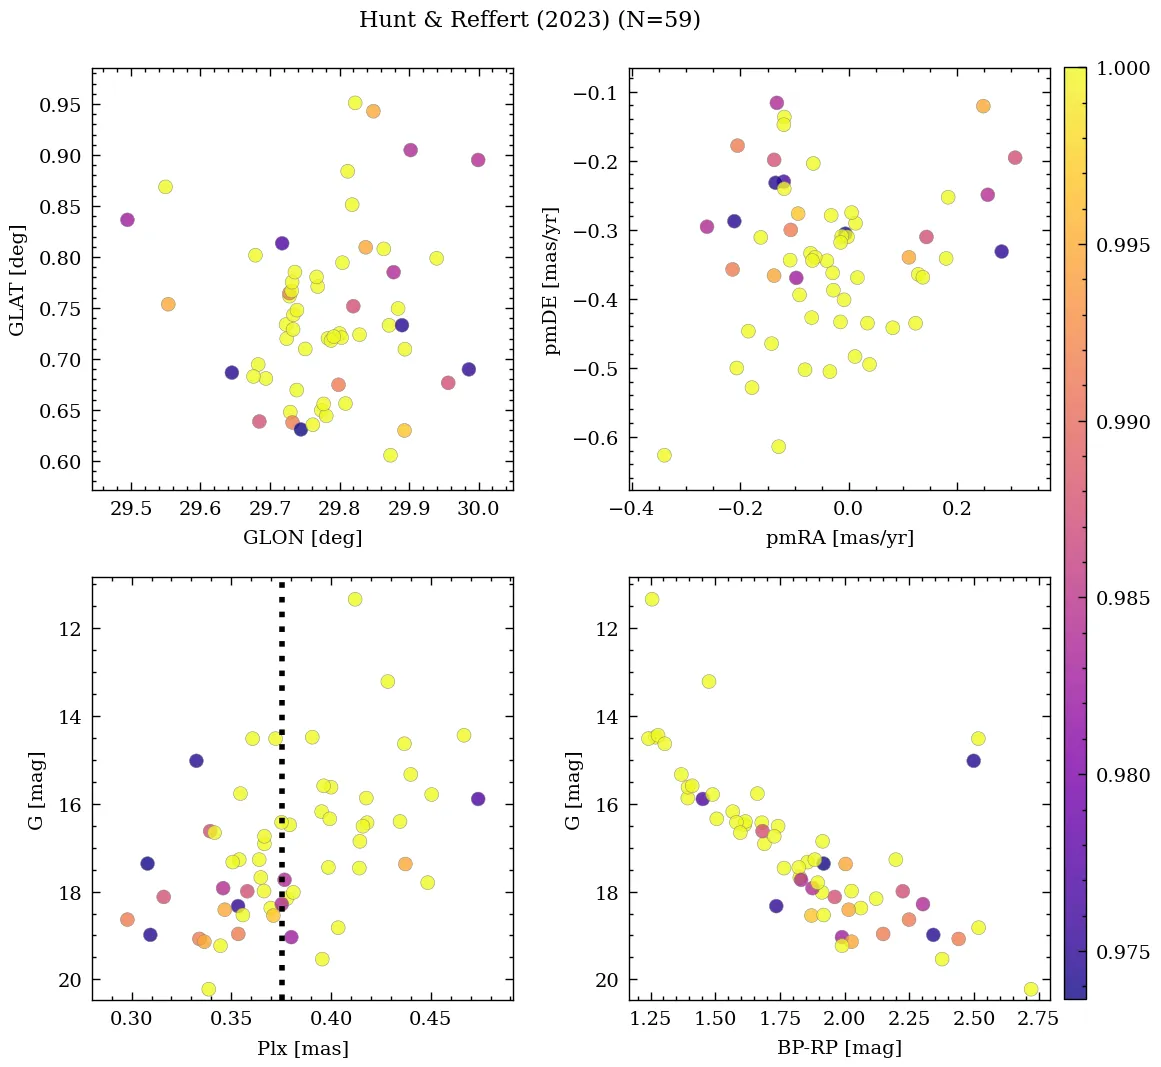 Hunt & Reffert (2023) (N=59)
0.95
0.90
0.85
0.80
0.75
0.70
0.65
0.60
GLAT [deg]
29.5 29.6 29.7 29.8 29.9 30.0
GLON [deg]
−0.1
−0.2
−0.3
−0.4
−0.5
−0.6
pmDE [mas/yr]
−0.4 −0.2 0.0 0.2
pmRA [mas/yr]
12
14
16
18
20
G [mag]
0.30 0.35 0.40 0.45
Plx [mas]
12
14
16
18
20
G [mag]
1.25 1.50 1.75 2.00 2.25 2.50 2.75
BP-RP [mag]
1.000
0.995
0.990
0.985
0.980
0.975